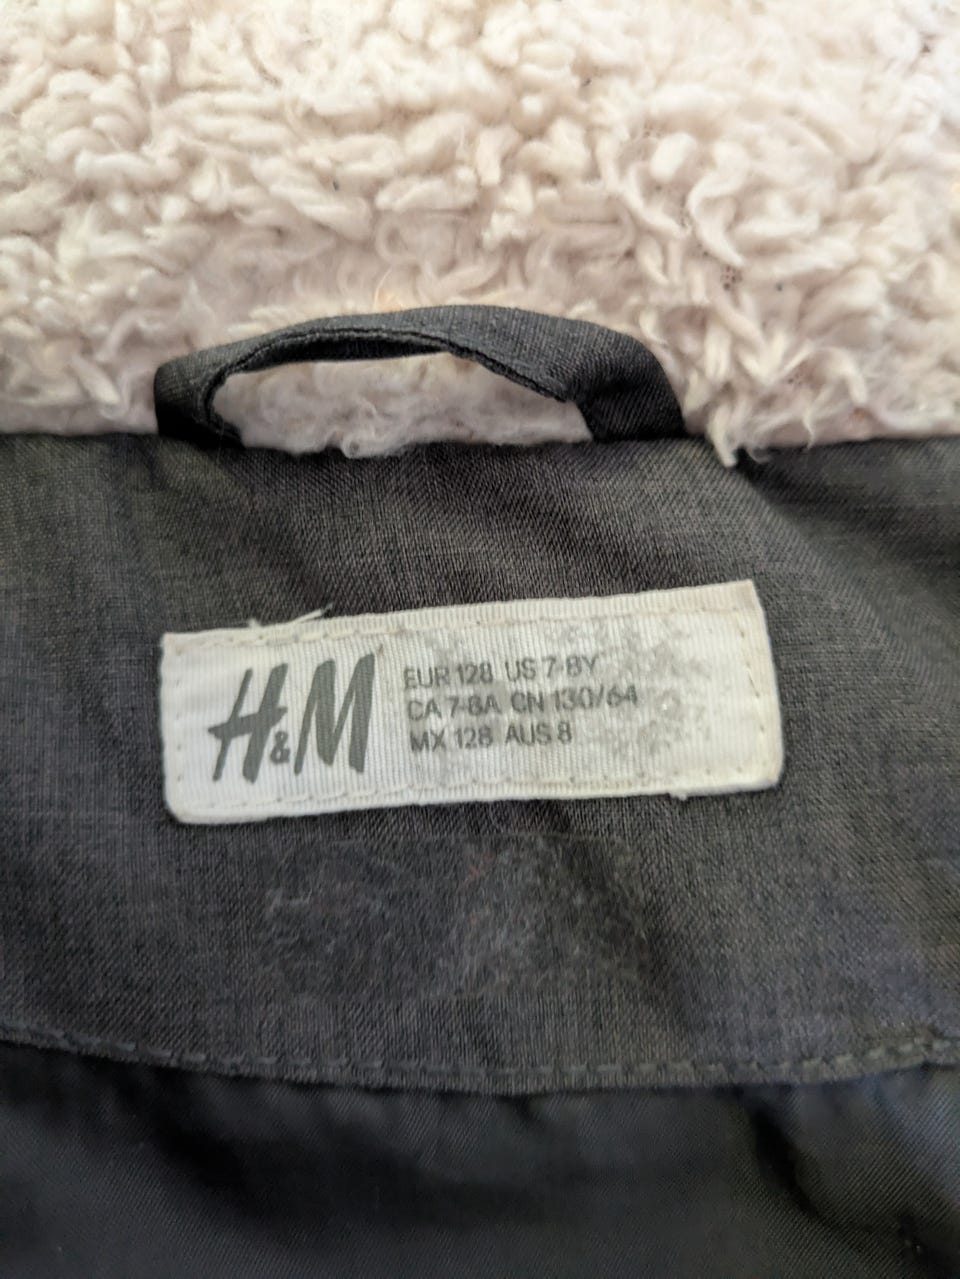 H&M
EUR 128 US 7-8Y
CA 7-8A CN 130/64
MX 128 AUS 8